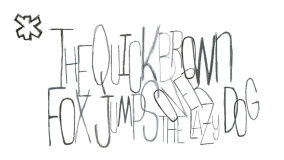 THE QUICK BROWN
FOX JUMPS OVER THE LAZY DOG